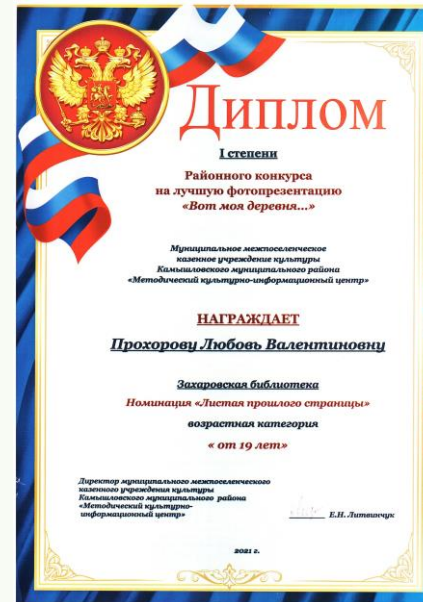 Диплом
I степени
Районного конкурса
на лучшую фотопрезентацию
«Вот моя деревня...»
Муниципальное межпоселенческое
казенное учреждение культуры
Камышловского муниципального района
«Методический культурно-информационный центр»
НАГРАЖДАЕТ
Прохорову Любовь Валентиновну
Захаровская библиотека
Номинация «Листая прошлого страницы»
возрастная категория
« от 19 лет»
Директор муниципального межпоселенческого
казенного учреждения культуры
Камышловского муниципального района
«Методический культурно-
информационный центр» Е.Н. Литвинчук
2021 г.